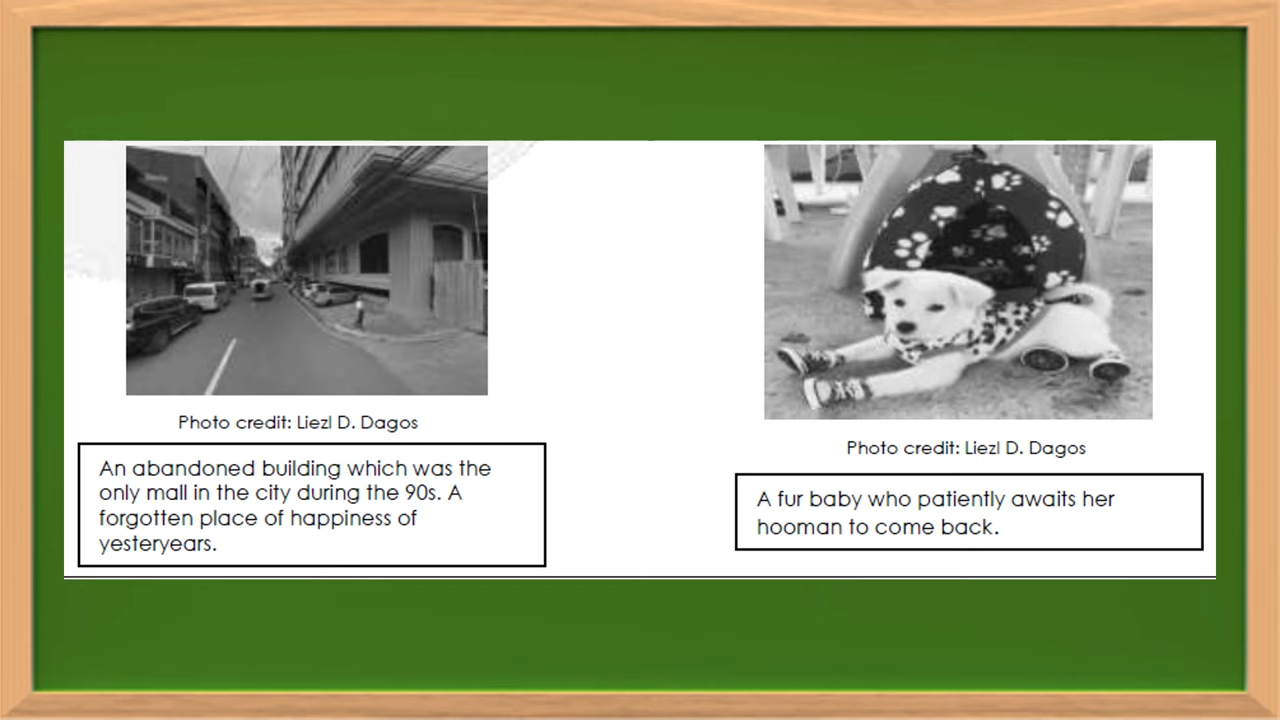 Photo credit: Liezl D. Dagos
An abandoned building which was the
only mall in the city during the 90s. A
forgotten place of happiness of
yesteryears.
Photo credit: Liezl D. Dagos
A fur baby who patiently awaits her
hooman to come back.